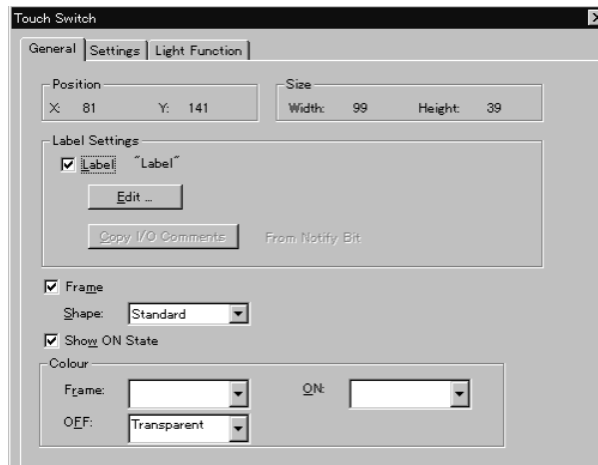 Touch Switch
General Settings Light Function
Position
X: 81 Y: 141
Size
Width: 99 Height: 39
Label Settings
Label "Label"
Edit ...
Copy I/O Comments From Notify Bit
Frame
Shape: Standard
Show ON State
Colour
Frame: ON:
OFF: Transparent